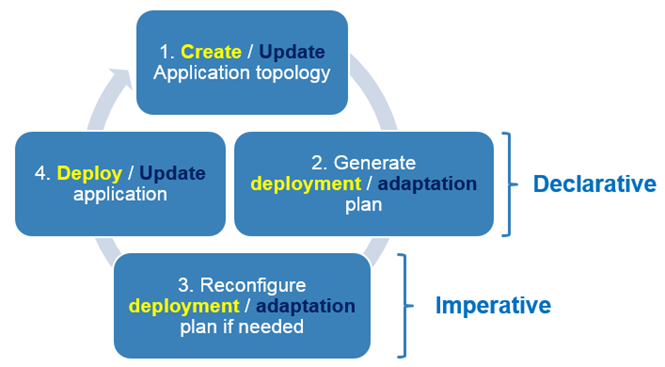 1. Create / Update
Application topology
4. Deploy / Update
application
2. Generate
deployment / adaptation
plan
Declarative
3. Reconfigure
deployment / adaptation
plan if needed
Imperative